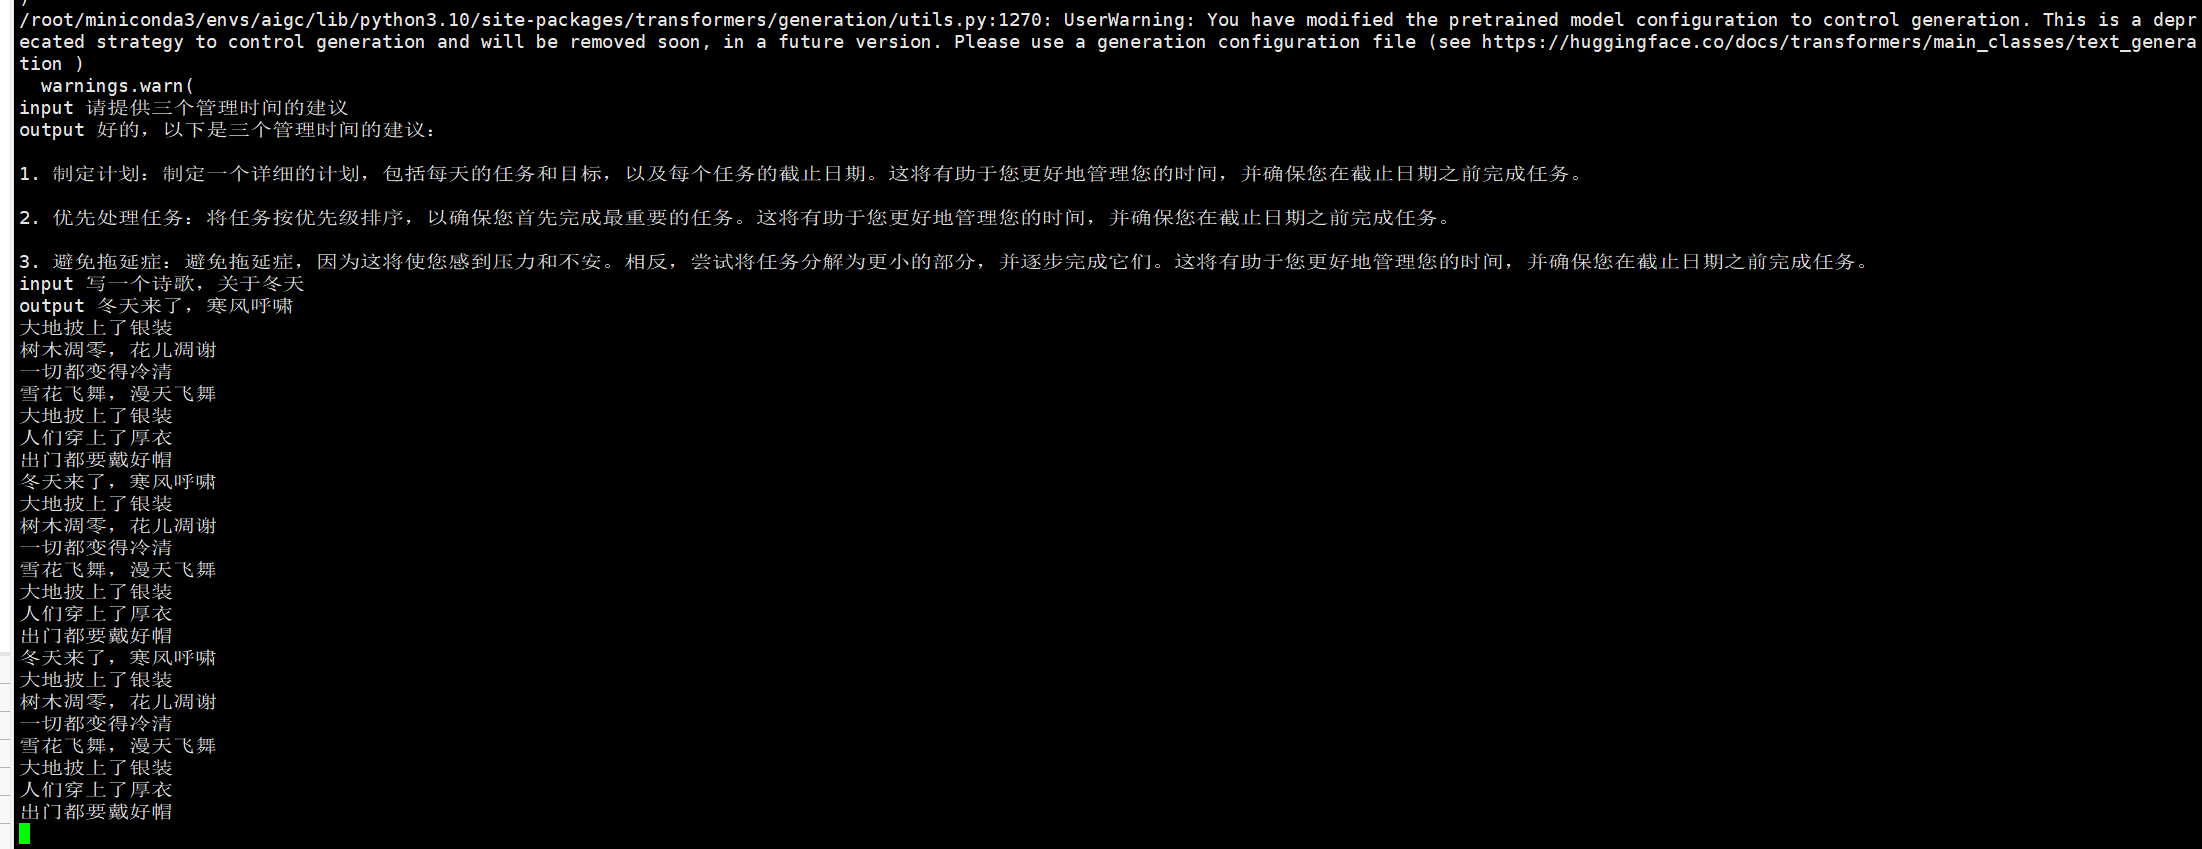 /root/miniconda3/envs/aigc/lib/python3.10/site-packages/transformers/generation/utils.py:1270: UserWarning: You have modified the pretrained model configuration to control generation. This is a depr
ecated strategy to control generation and will be removed soon, in a future version. Please use a generation configuration file (see https://huggingface.co/docs/transformers/main_classes/text_genera
tion )
  warnings.warn(
input 请提供三个管理时间的建议
output 好的，以下是三个管理时间的建议：
1. 制定计划：制定一个详细的计划，包括每天的任务和目标，以及每个任务的截止日期。这将有助于您更好地管理您的时间，并确保您在截止日期之前完成任务。
2. 优先处理任务：将任务按优先级排序，以确保您首先完成最重要的任务。这将有助于您更好地管理您的时间，并确保您在截止日期之前完成任务。
3. 避免拖延症：避免拖延症，因为这将使您感到压力和不安。相反，尝试将任务分解为更小的部分，并逐步完成它们。这将有助于您更好地管理您的时间，并确保您在截止日期之前完成任务。
input 写一个诗歌，关于冬天
output 冬天来了，寒风呼啸
大地披上了银装
树木凋零，花儿凋谢
一切都变得冷清
雪花飞舞，漫天飞舞
大地披上了银装
人们穿上了厚衣
出门都要戴好帽
冬天来了，寒风呼啸
大地披上了银装
树木凋零，花儿凋谢
一切都变得冷清
雪花飞舞，漫天飞舞
大地披上了银装
人们穿上了厚衣
出门都要戴好帽
冬天来了，寒风呼啸
大地披上了银装
树木凋零，花儿凋谢
一切都变得冷清
雪花飞舞，漫天飞舞
大地披上了银装
人们穿上了厚衣
出门都要戴好帽